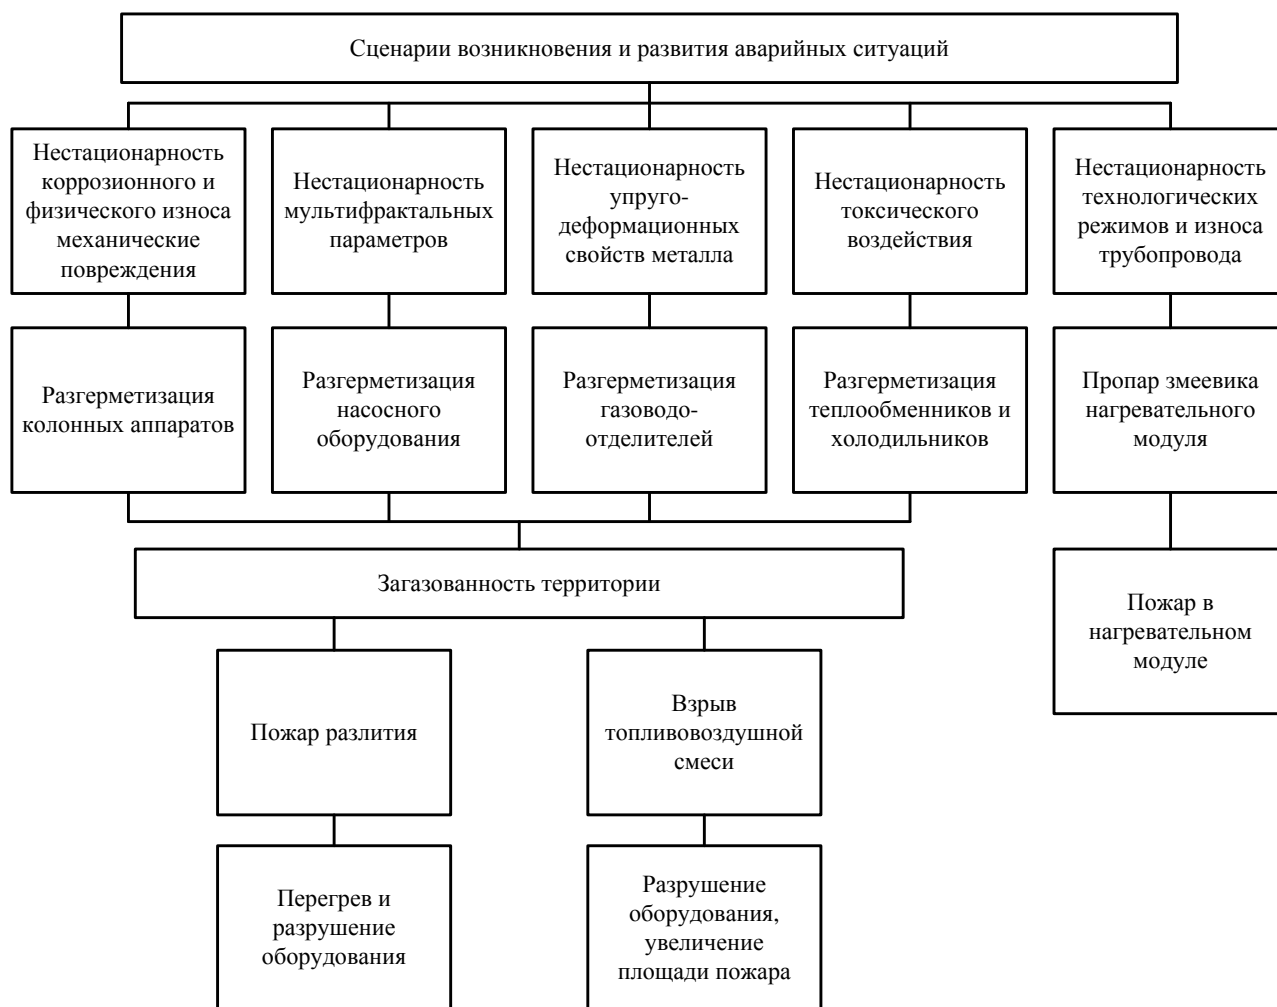 Сценарии возникновения и развития аварийных ситуаций
Нестационарность
коррозионного и
физического износа
механические
повреждения
Нестационарность
мультифрактальных
параметров
Нестационарность
упруго-
деформационных
свойств металла
Нестационарность
токсического
воздействия
Нестационарность
технологических
режимов и износа
трубопровода
Разгерметизация
колонных аппаратов
Разгерметизация
насосного
оборудования
Разгерметизация
газоводо-
отделителей
Разгерметизация
теплообменников и
холодильников
Пропар змеевика
нагревательного
модуля
Загазованность территории
Пожар в
нагревательном
модуле
Пожар разлития
Взрыв
топливовоздушной
смеси
Перегрев и
разрушение
оборудования
Разрушение
оборудования,
увеличение
площади пожара